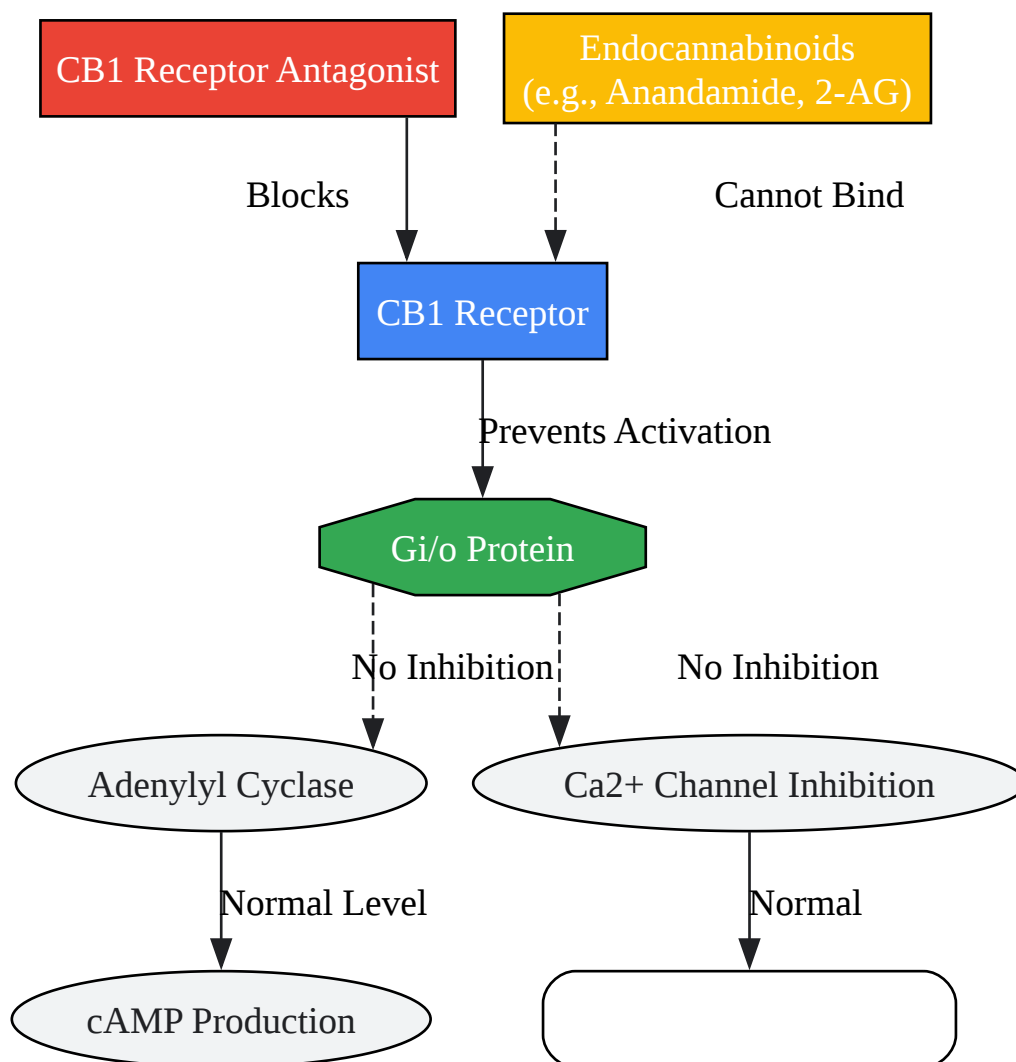 CB1 Receptor Antagonist
Endocannabinoids
(e.g., Anandamide, 2-AG)
Blocks
Cannot Bind
CB1 Receptor
Prevents Activation
Gi/o Protein
No Inhibition
No Inhibition
Adenylyl Cyclase
Ca2+ Channel Inhibition
Normal Level
Normal
cAMP Production